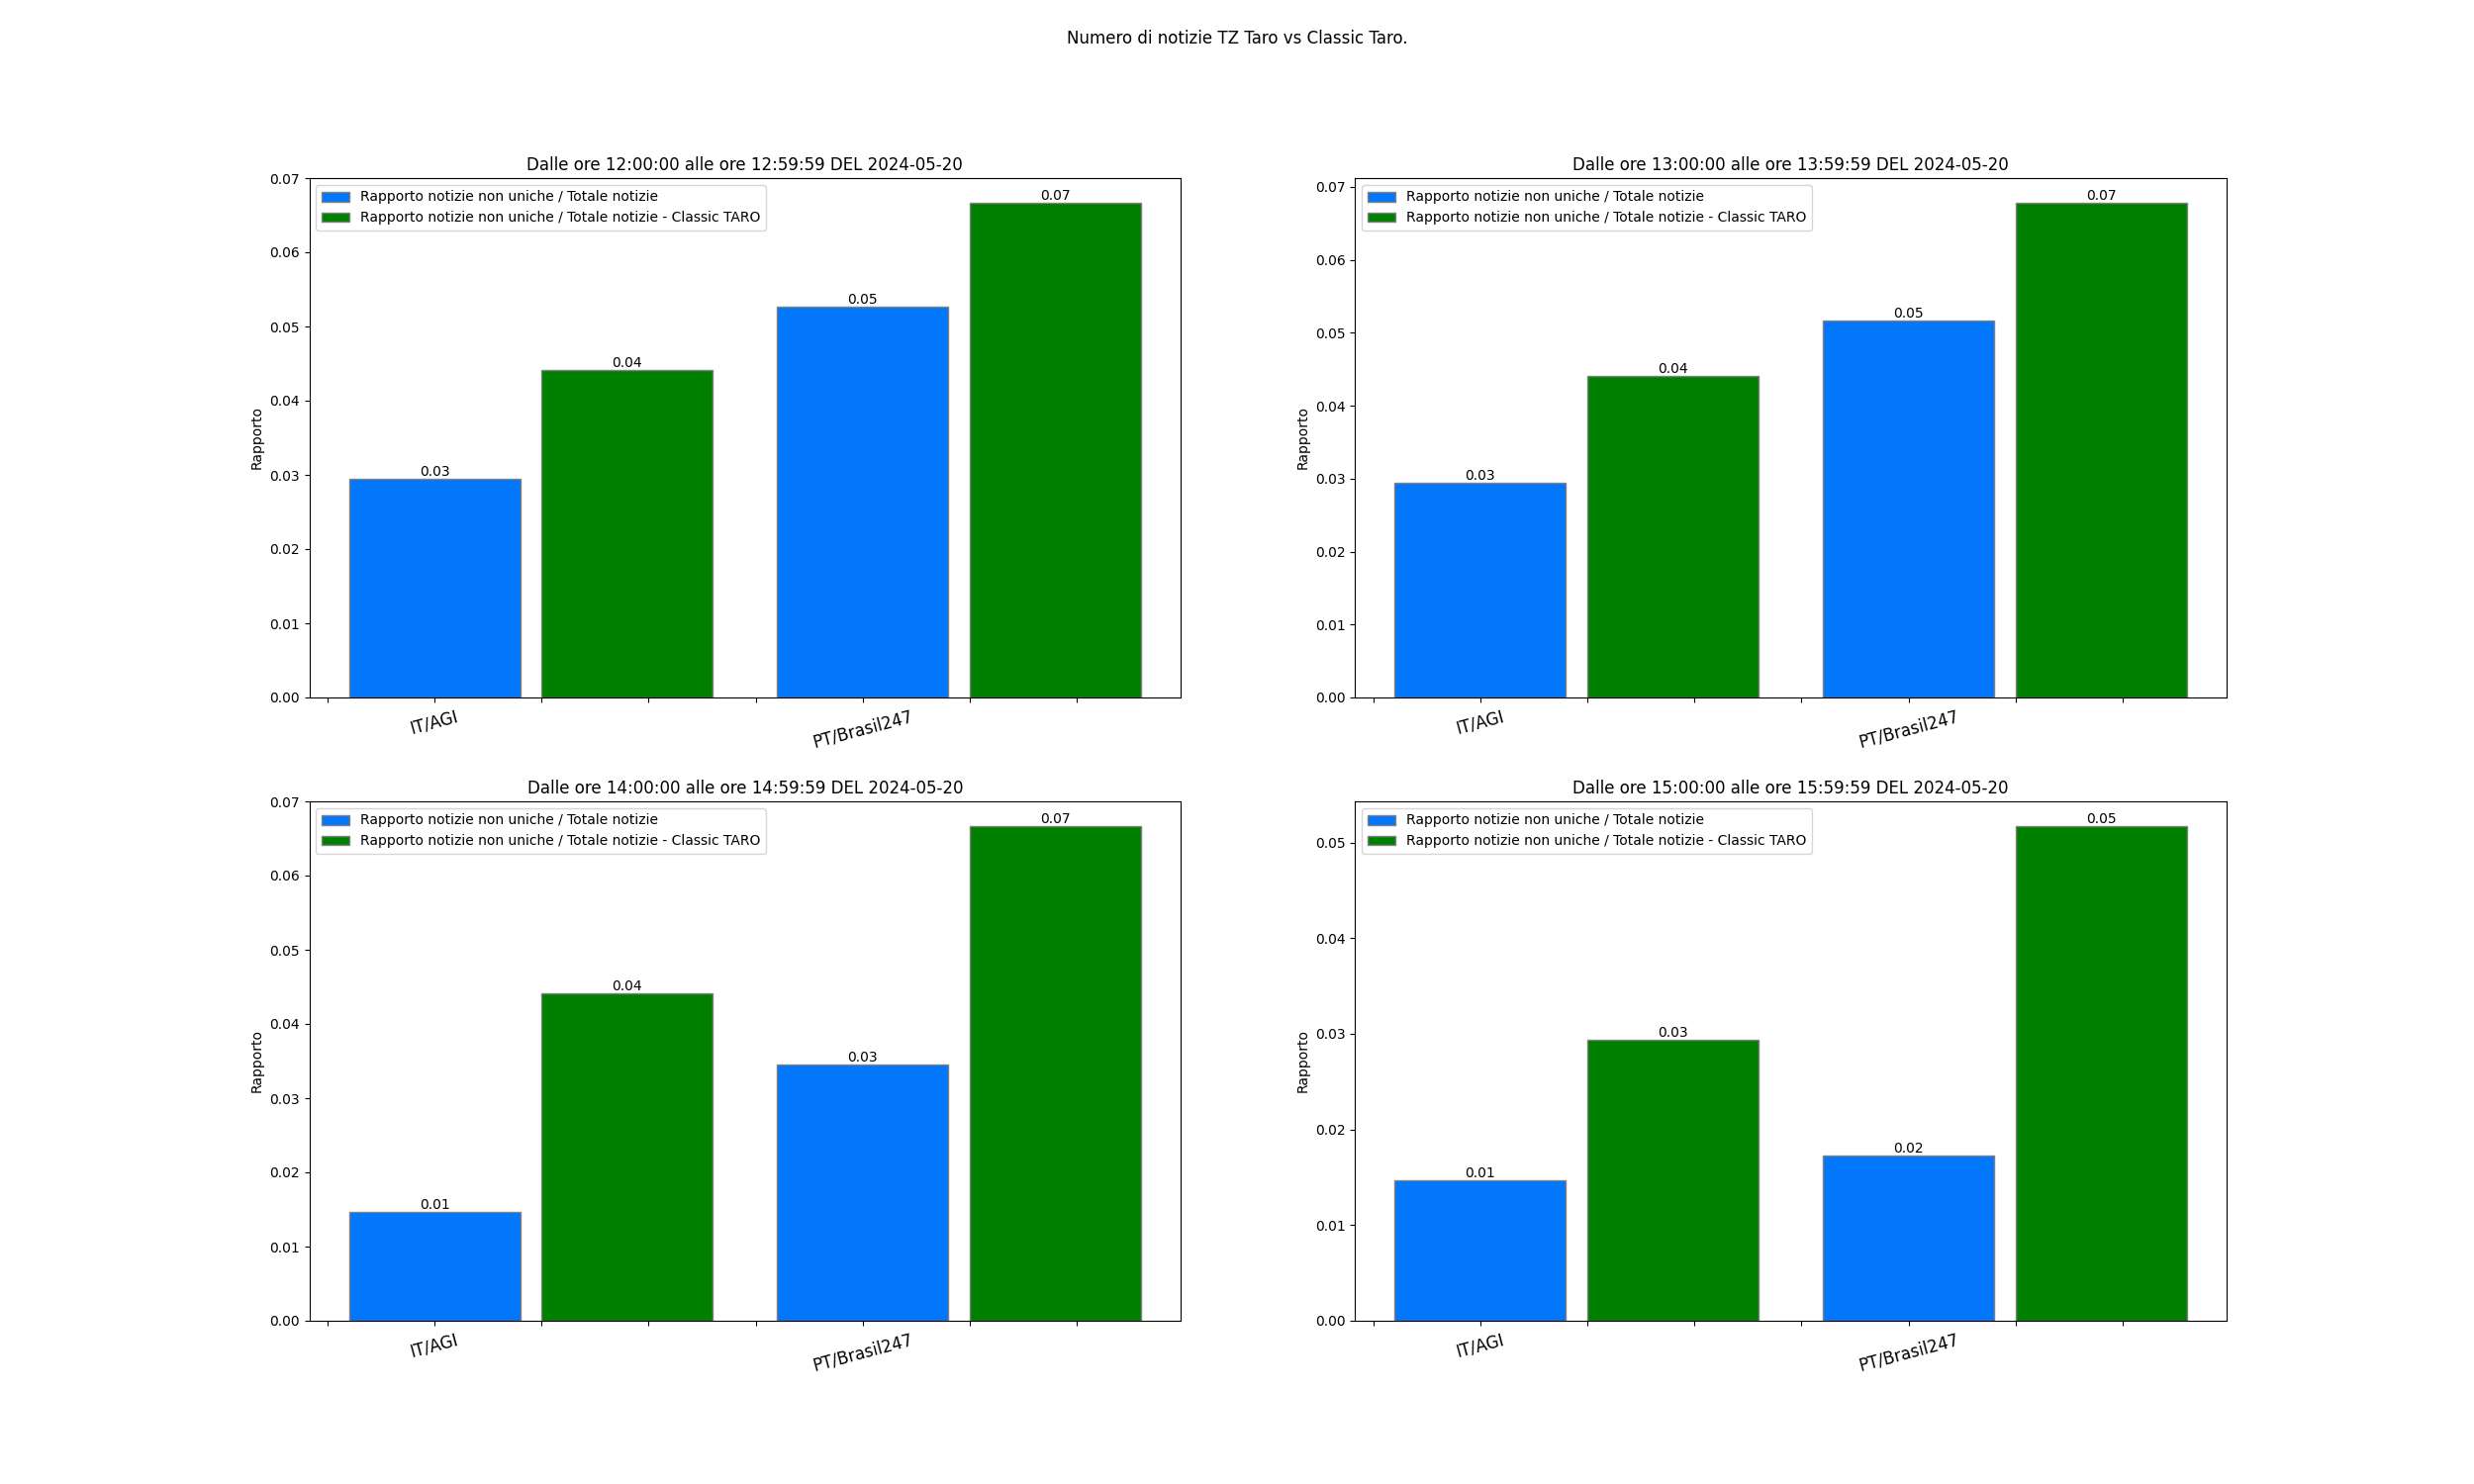 Numero di notizie TZ Taro vs Classic Taro.
Dalle ore 12:00:00 alle ore 12:59:59 DEL 2024-05-20
Rapporto notizie non uniche / Totale notizie
Rapporto notizie non uniche / Totale notizie - Classic TARO
Rapporto
0.07
0.06
0.05
0.04
0.03
0.02
0.01
0.00
0.03
0.04
0.05
0.07
IT/AGI
PT/Brasil247
Dalle ore 13:00:00 alle ore 13:59:59 DEL 2024-05-20
Rapporto notizie non uniche / Totale notizie
Rapporto notizie non uniche / Totale notizie - Classic TARO
Rapporto
0.07
0.06
0.05
0.04
0.03
0.02
0.01
0.00
0.03
0.04
0.05
0.07
IT/AGI
PT/Brasil247
Dalle ore 14:00:00 alle ore 14:59:59 DEL 2024-05-20
Rapporto notizie non uniche / Totale notizie
Rapporto notizie non uniche / Totale notizie - Classic TARO
Rapporto
0.07
0.06
0.05
0.04
0.03
0.02
0.01
0.00
0.01
0.04
0.03
0.07
IT/AGI
PT/Brasil247
Dalle ore 15:00:00 alle ore 15:59:59 DEL 2024-05-20
Rapporto notizie non uniche / Totale notizie
Rapporto notizie non uniche / Totale notizie - Classic TARO
Rapporto
0.05
0.04
0.03
0.02
0.01
0.00
0.01
0.03
0.02
0.05
IT/AGI
PT/Brasil247